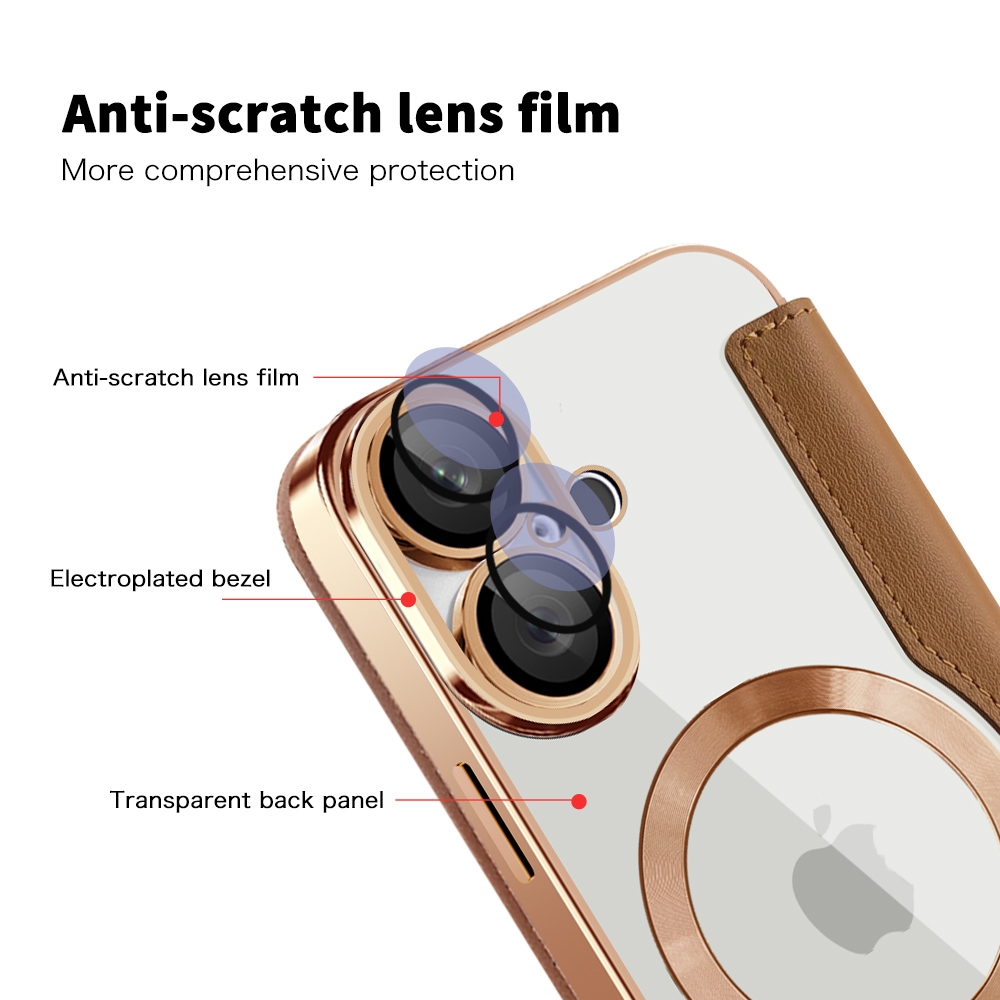 Anti-scratch lens film
More comprehensive protection
Anti-scratch lens film
Electroplated bezel
Transparent back panel